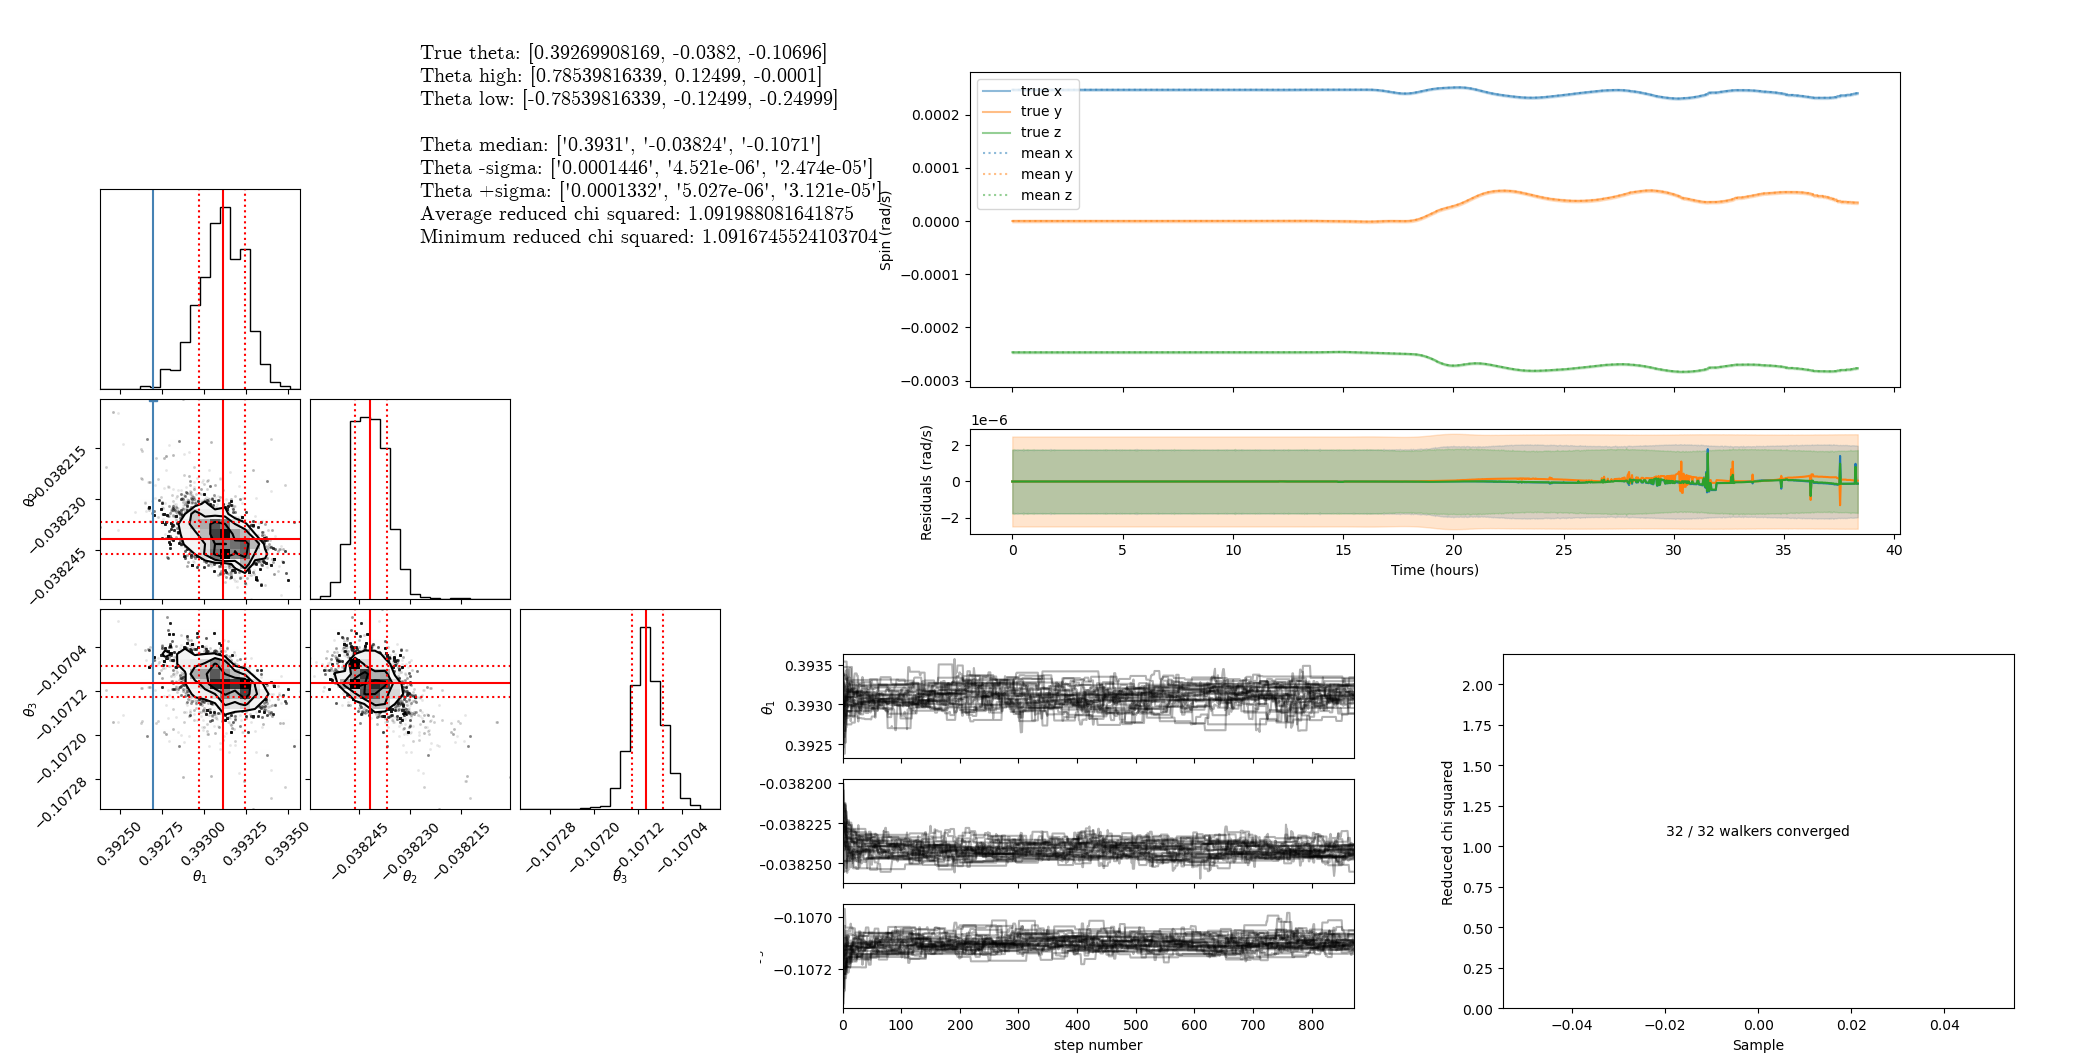 True theta: [0.39269908169, -0.0382, -0.10696]
Theta high: [0.78539816339, 0.12499, -0.0001]
Theta low: [-0.78539816339, -0.12499, -0.24999]
Theta median: ['0.3931', '-0.03824', '-0.1071']
Theta -sigma: ['0.0001446', '4.521e-06', '2.474e-05']
Theta +sigma: ['0.0001332', '5.027e-06', '3.121e-05']
Average reduced chi squared: 1.091988081641875
Minimum reduced chi squared: 1.0916745524103704
true x
true y
true z
mean x
mean y
mean z
Spin (rad/s)
0.0002
0.0001
0.0000
−0.0001
−0.0002
−0.0003
1e−6
Residuals (rad/s)
2
0
−2
0 5 10 15 20 25 30 35 40
Time (hours)
−0.038215
−0.038230
−0.038245
θ3
−0.10704
−0.10712
−0.10720
−0.10728
0.39250 0.39275 0.39300 0.39325 0.39350
θ1
−0.038245 −0.038230 −0.038215
θ2
−0.10728 −0.10720 −0.10712 −0.10704
θ3
θ1
0.3935
0.3930
0.3925
−0.038200
−0.038225
−0.038250
−0.1070
−0.1072
0 100 200 300 400 500 600 700 800
step number
Reduced chi squared
2.00
1.75
1.50
1.25
1.00
0.75
0.50
0.25
0.00
32 / 32 walkers converged
−0.04 −0.02 0.00 0.02 0.04
Sample